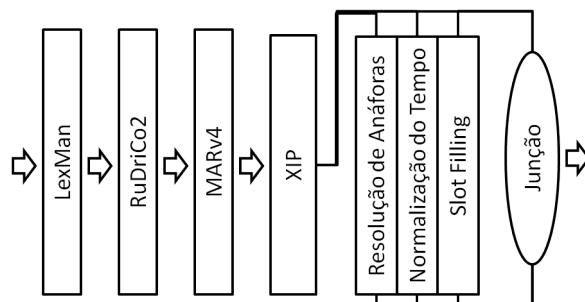 LexMan
RuDriCo2
MARv4
XIP
Resolução de Anáforas
Normalização do Tempo
Slot Filling
Junção